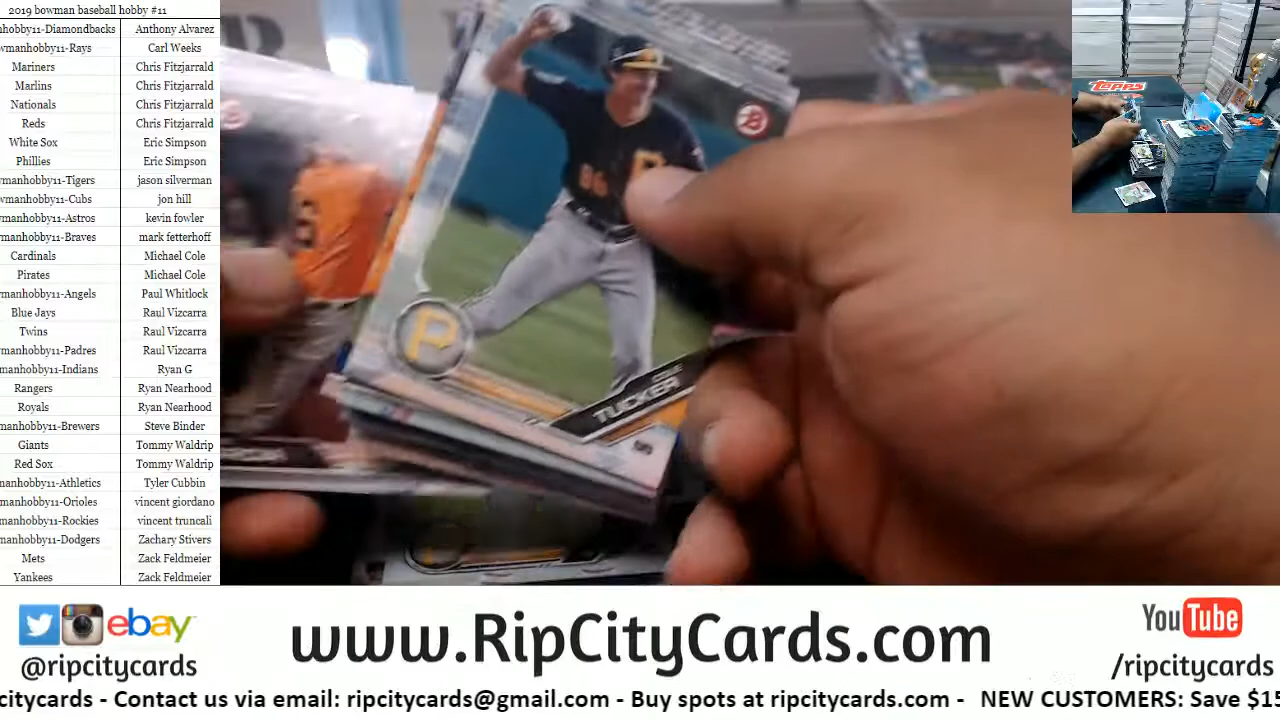 2019 bowman baseball hobby #11
nhobby11-Diamondbacks Anthony Alvarez
wmanhobby11-Rays Carl Weeks
Mariners Chris Fitzjarrald
Marlins Chris Fitzjarrald
Nationals Chris Fitzjarrald
Reds Chris Fitzjarrald
White Sox Eric Simpson
Phillies Eric Simpson
manhobby11-Tigers jason silverman
wmanhobby11-Cubs jon hill
manhobby11-Astros kevin fowler
manhobby11-Braves mark fetterhoff
Cardinals Michael Cole
Pirates Michael Cole
manhobby11-Angels Paul Whitlock
Blue Jays Raul Vizcarra
Twins Raul Vizcarra
manhobby11-Padres Raul Vizcarra
manhobby11-Indians Ryan G
Rangers Ryan Nearhood
Royals Ryan Nearhood
manhobby11-Brewers Steve Binder
Giants Tommy Waldrip
Red Sox Tommy Waldrip
manhobby11-Athletics Tyler Cubbin
manhobby11-Orioles vincent giordano
manhobby11-Rockies vincent truncali
manhobby11-Dodgers Zachary Stivers
Mets Zack Feldmeier
Yankees Zack Feldmeier
Topps
B
P
P
COLE
TUCKER
SS
ebay
@ripcitycards
www.RipCityCards.com
YouTube
/ripcitycards
citycards - Contact us via email: ripcitycards@gmail.com - Buy spots at ripcitycards.com - NEW CUSTOMERS: Save $15